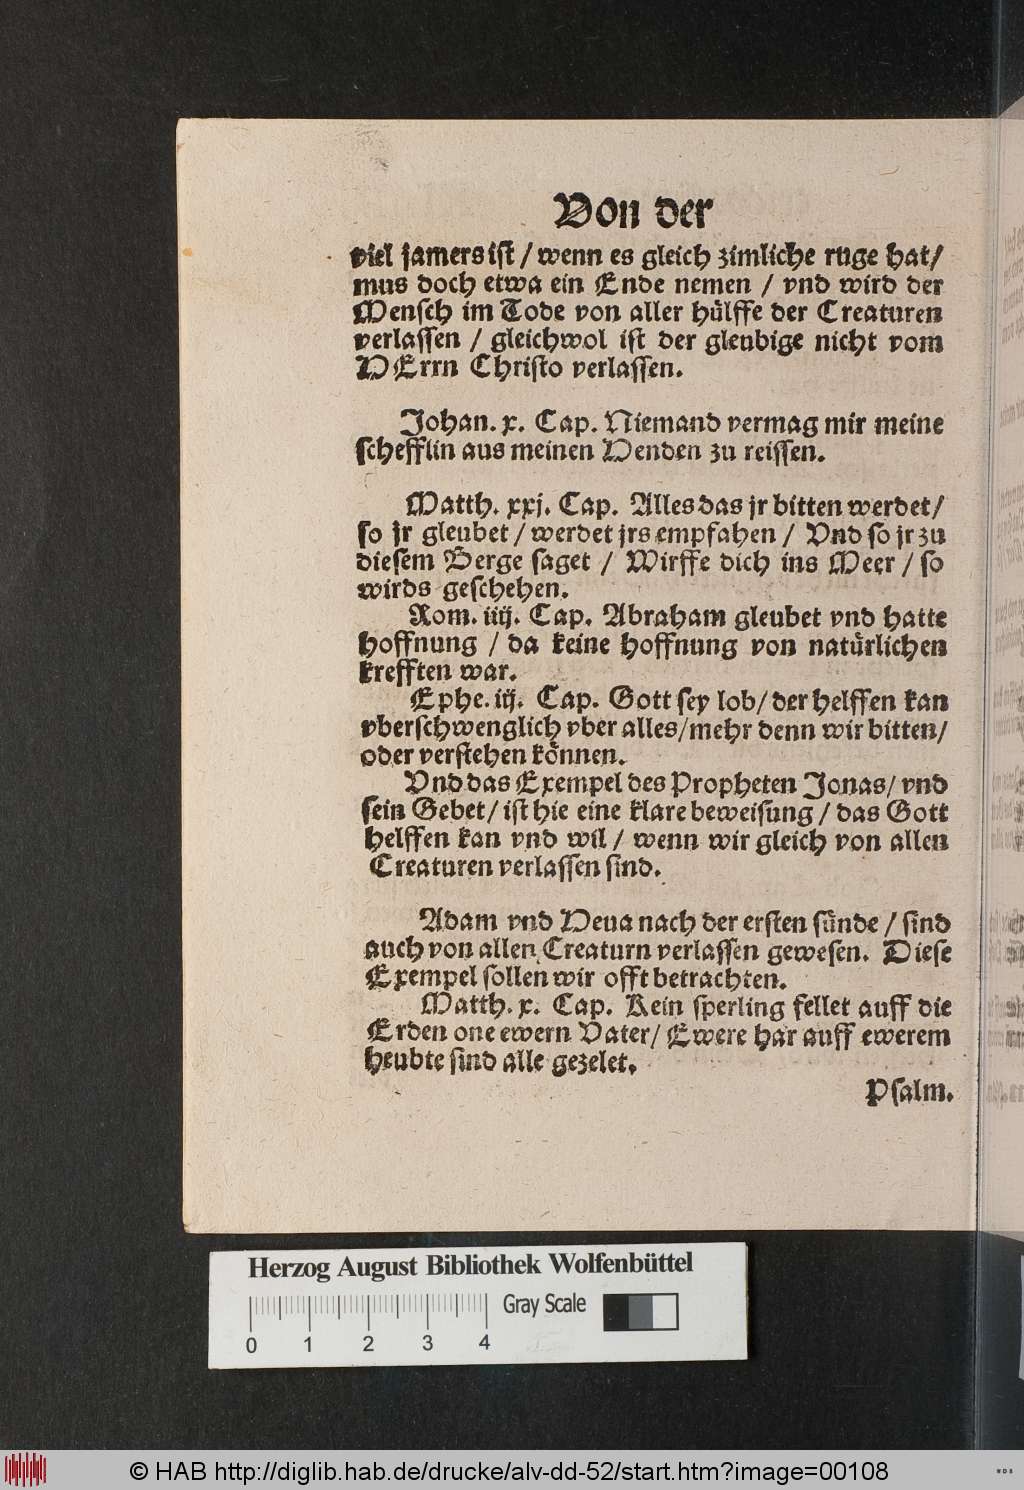 Von der
viel jamers ist / wenn es gleich zimliche ruge hat/
mus doch etwa ein Ende nemen / vnd wird der
Mensch im Tode von aller hülffe der Creaturen
verlassen / gleichwol ist der gleubige nicht vom
HErrn Christo verlassen.
Johan. x. Cap. Niemand vermag mir meine
schefflin aus meinen Henden zu reissen.
Matth. xxj. Cap. Alles das jr bitten werdet/
so jr gleubet / werdet jrs empfahen / Vnd so jr zu
diesem Berge saget / Wirffe dich ins Meer / so
wirds geschehen.
Rom. iiij. Cap. Abraham gleubet vnd hatte
hoffnung / da keine hoffnung von natürlichen
krefften war.
Ephe. iij. Cap. Gott sey lob/ der helffen kan
vberschwenglich vber alles/mehr denn wir bitten/
oder verstehen können.
Vnd das Exempel des Propheten Jonas/ vnd
sein Gebet/ ist hie eine klare beweisung / das Gott
helffen kan vnd wil / wenn wir gleich von allen
Creaturen verlassen sind.
Adam vnd Heua nach der ersten sünde / sind
auch von allen Creaturn verlassen gewesen. Diese
Exempel sollen wir offt betrachten.
Matth. x. Cap. Kein sperling fellet auff die
Erden one ewern Vater/ Ewere har auff ewerem
heubte sind alle gezelet.
Psalm.
Herzog August Bibliothek Wolfenbüttel
Gray Scale
0 1 2 3 4
© HAB http://diglib.hab.de/drucke/alv-dd-52/start.htm?image=00108